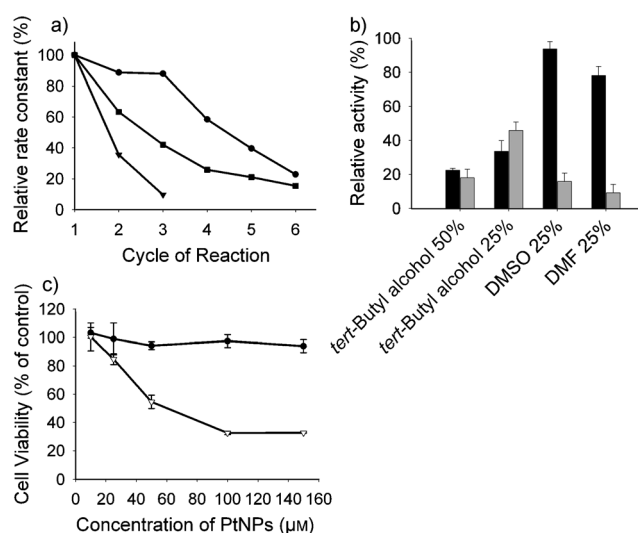 a)
Relative rate constant (%)
100
80
60
40
20
0
1 2 3 4 5 6
Cycle of Reaction
b)
Relative activity (%)
100
80
60
40
20
0
tert-Butyl alcohol 50%
tert-Butyl alcohol 25%
DMSO 25%
DMF 25%
c)
Cell Viability (% of control)
120
100
80
60
40
20
0
0 20 40 60 80 100 120 140 160
Concentration of PtNPs (μM)